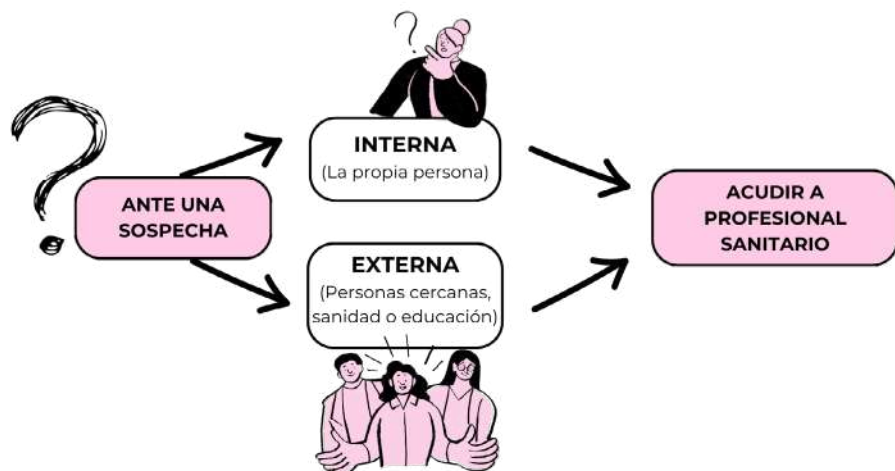 ANTE UNA
SOSPECHA
INTERNA
(La propia persona)
EXTERNA
(Personas cercanas,
sanidad o educación)
ACUDIR A
PROFESIONAL
SANITARIO